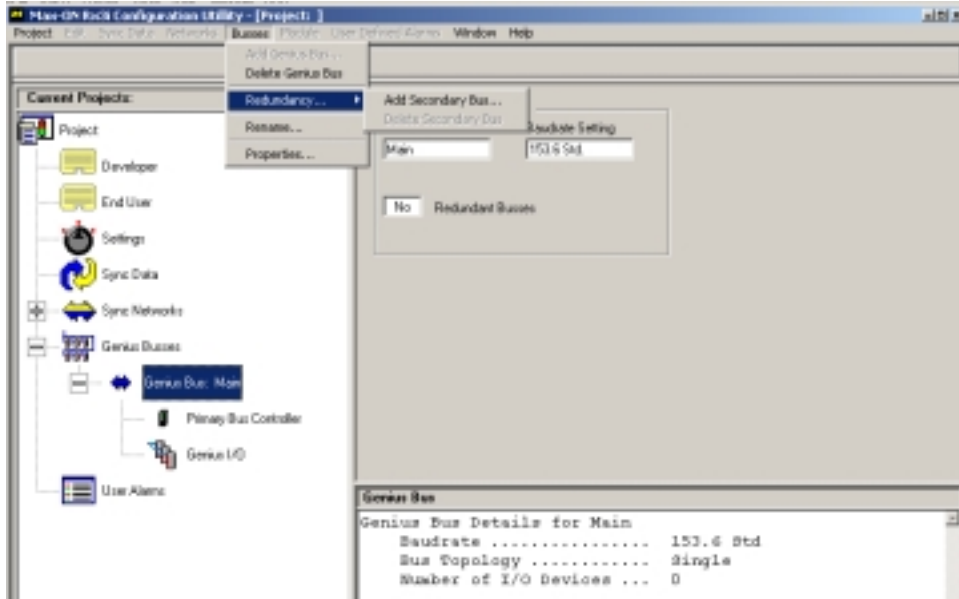 Max-ON Rx3i Configuration Utility - [Project: ]
Project Edit Sync Data Networks Busses Module User Defined Alarms Window Help
Add Genius Bus...
Delete Genius Bus
Redundancy...
Rename...
Properties...
Add Secondary Bus...
Delete Secondary Bus
Current Projects:
Project
Developer
End User
Settings
Sync Data
Sync Networks
Genius Busses
Genius Bus: Main
Primary Bus Controller
Genius I/O
User Alarms
Baudrate Setting
Main
153.6 Std.
No Redundant Busses
Genius Bus
Genius Bus Details for Main
Baudrate ................ 153.6 Std
Bus Topology ............ Single
Number of I/O Devices ... 0